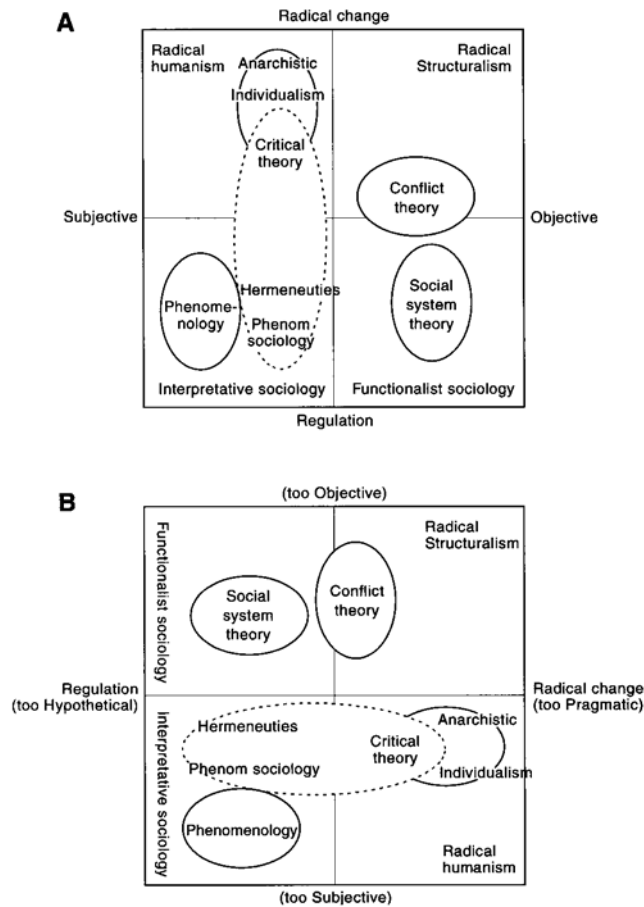 A
Radical change
Radical
humanism
Anarchistic
Individualism
Critical
theory
Radical
Structuralism
Conflict
theory
Subjective
Objective
Hermeneuties
Phenome-
nology
Phenom
sociology
Social
system
theory
Interpretative sociology
Functionalist sociology
Regulation
B
(too Objective)
Functionalist sociology
Radical
Structuralism
Social
system
theory
Conflict
theory
Regulation
(too Hypothetical)
Radical change
(too Pragmatic)
Interpretative sociology
Hermeneuties
Phenom sociology
Critical
theory
Anarchistic
Individualism
Phenomenology
Radical
humanism
(too Subjective)